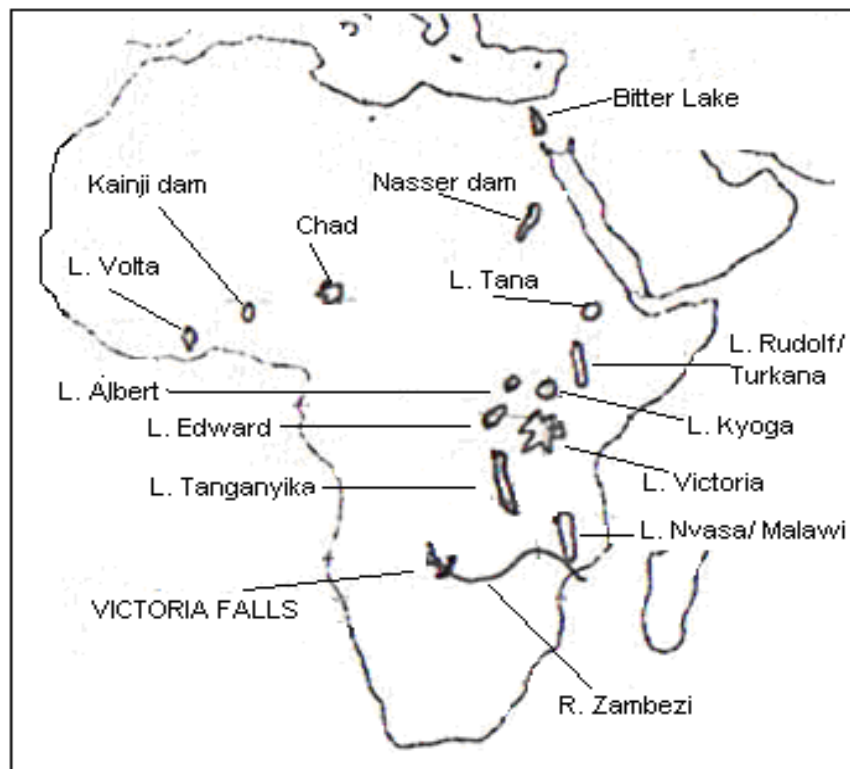 Bitter Lake
Kainji dam
Nasser dam
Chad
L. Volta
L. Tana
L. Rudolf/
Turkana
L. Albert
L. Kyoga
L. Edward
L. Tanganyika
L. Victoria
L. Nvasa/ Malawi
VICTORIA FALLS
R. Zambezi